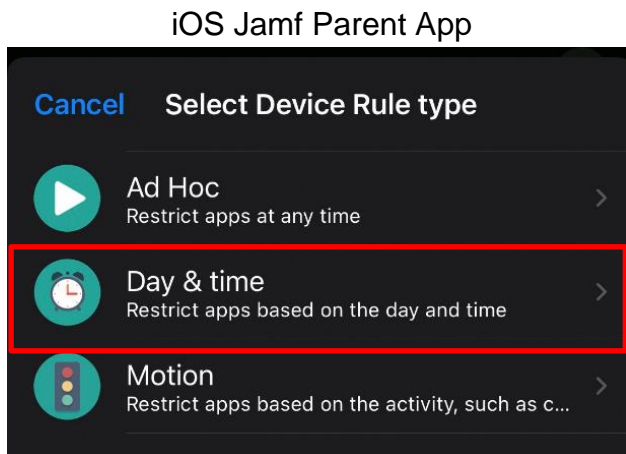 iOS Jamf Parent App
Cancel Select Device Rule type
Ad Hoc
Restrict apps at any time
Day & time
Restrict apps based on the day and time
Motion
Restrict apps based on the activity, such as c...